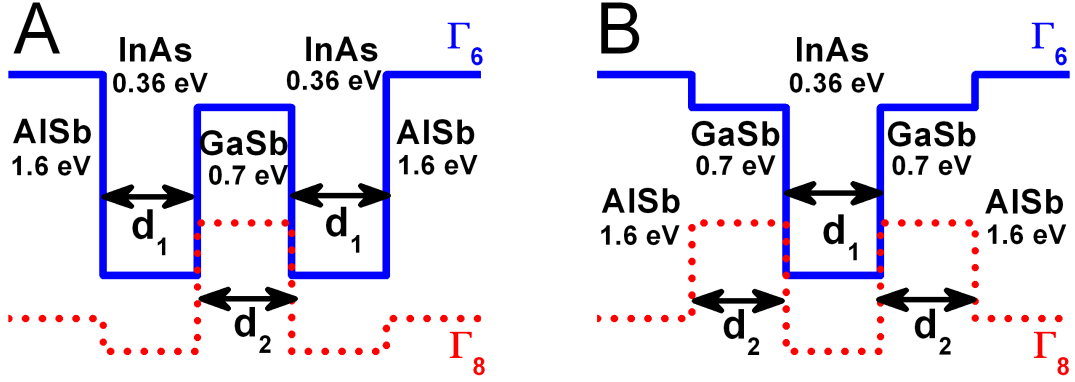 A
InAs
0.36 eV
InAs
0.36 eV
Γ6
AlSb
1.6 eV
GaSb
0.7 eV
AlSb
1.6 eV
d1
d1
d2
Γ8
B
InAs
0.36 eV
Γ6
GaSb
0.7 eV
GaSb
0.7 eV
AlSb
1.6 eV
AlSb
1.6 eV
d1
d2
d2
Γ8